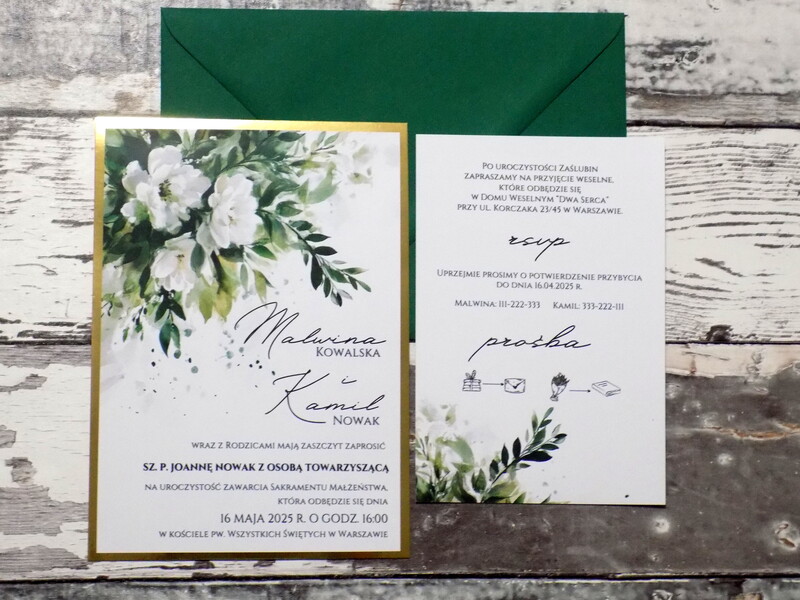 Malwina
Kowalska
i
Kamil
Nowak
wraz z Rodzicami mają zaszczyt zaprosić
Sz. P. Joannę Nowak z osobą towarzyszącą
na uroczystość zawarcia Sakramentu Małżeństwa,
która odbędzie się dnia
16 maja 2025 r. o godz. 16:00
w kościele pw. Wszystkich Świętych w Warszawie
Po uroczystości Zaślubin
zapraszamy na przyjęcie weselne,
które odbędzie się
w Domu Weselnym "Dwa Serca"
przy ul. Korczaka 23/45 w Warszawie.
rsvp
Uprzejmie prosimy o potwierdzenie przybycia
do dnia 16.04.2025 r.
Malwina: 111-222-333 Kamil: 333-222-111
prośba